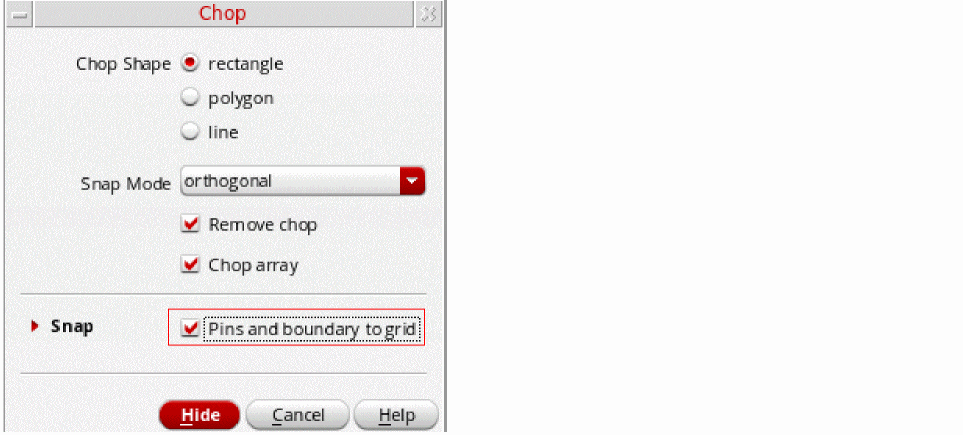 Chop
Chop Shape rectangle
polygon
line
Snap Mode orthogonal
Remove chop
Chop array
Snap Pins and boundary to grid
Hide Cancel Help